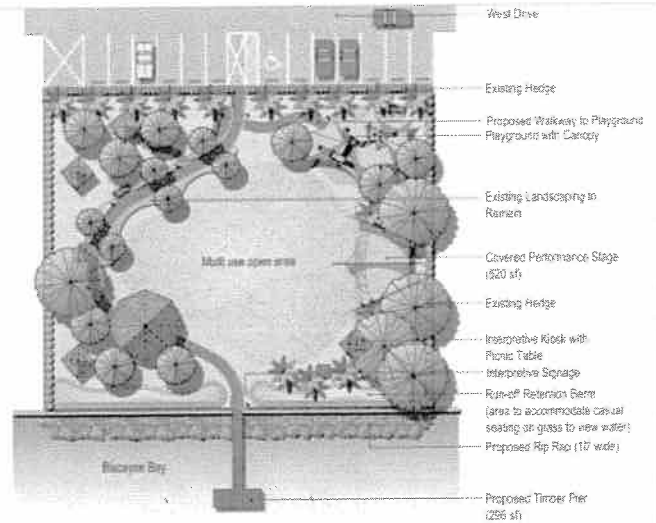 West Drive
Existing Hedge
Proposed Walkway to Playground
Playground with Canopy
Existing Landscaping to
Remain
Multi use open area
Covered Performance Stage
(620 sf)
Existing Hedge
Interpretive Kiosk with
Picnic Table
Interpretive Signage
Run-off Retention Berm
(area to accommodate casual
seating on grass to view water)
Proposed Rip Rap (10' wide)
Biscayne Bay
Proposed Timber Pier
(296 sf)